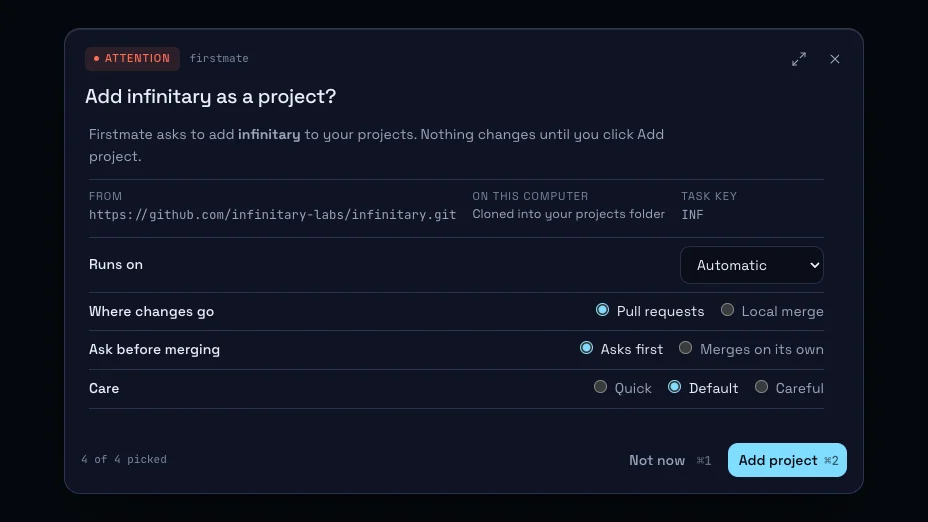 ATTENTION firstmate
Add infinitary as a project?
Firstmate asks to add infinitary to your projects. Nothing changes until you click Add
project.
FROM ON THIS COMPUTER TASK KEY
https://github.com/infinitary-labs/infinitary.git Cloned into your projects folder INF
Runs on Automatic
Where changes go Pull requests Local merge
Ask before merging Asks first Merges on its own
Care Quick Default Careful
4 of 4 picked Not now ⌘1 Add project ⌘2